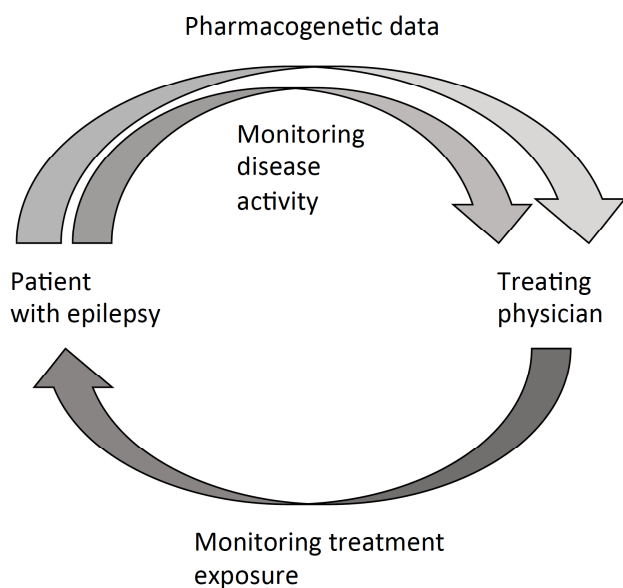 Pharmacogenetic data
Monitoring
disease
activity
Patient
with epilepsy
Treating
physician
Monitoring treatment
exposure